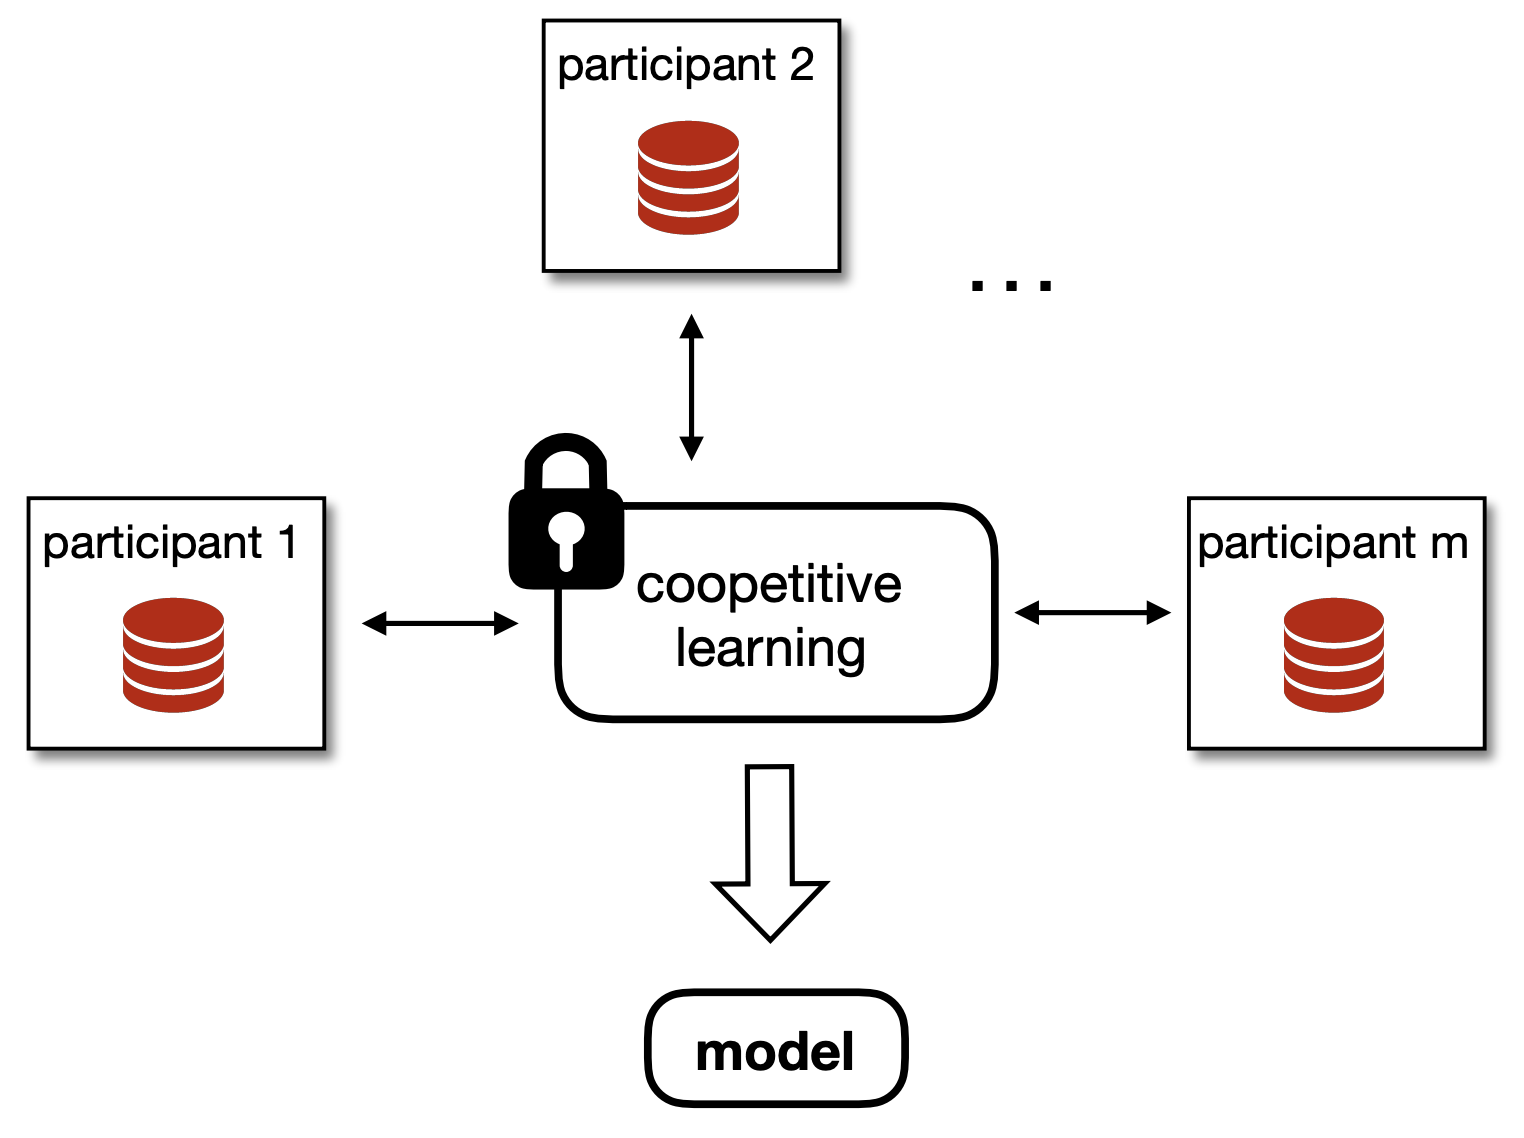 participant 2
...
participant 1
coopetitive
learning
participant m
model